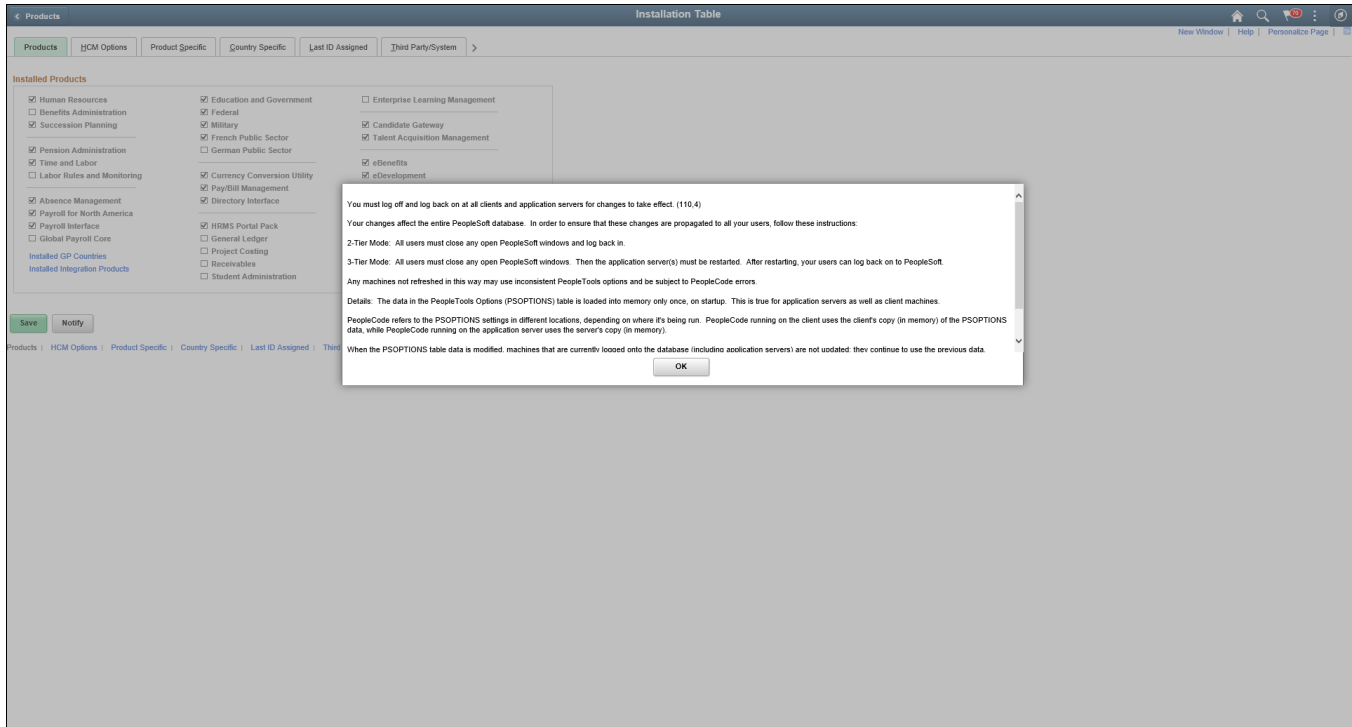 Products
Installation Table
New Window | Help | Personalize Page |
Products
HCM Options
Product Specific
Country Specific
Last ID Assigned
Third Party/System
Installed Products
Human Resources
Benefits Administration
Succession Planning
Pension Administration
Time and Labor
Labor Rules and Monitoring
Absence Management
Payroll for North America
Payroll Interface
Global Payroll Core
Installed GP Countries
Installed Integration Products
Education and Government
Federal
Military
French Public Sector
German Public Sector
Currency Conversion Utility
Pay/Bill Management
Directory Interface
HRMS Portal Pack
General Ledger
Project Costing
Receivables
Student Administration
Enterprise Learning Management
Candidate Gateway
Talent Acquisition Management
eBenefits
eDevelopment
You must log off and log back on at all clients and application servers for changes to take effect. (110,4)
Your changes affect the entire PeopleSoft database. In order to ensure that these changes are propagated to all your users, follow these instructions:
2-Tier Mode: All users must close any open PeopleSoft windows and log back in.
3-Tier Mode: All users must close any open PeopleSoft windows. Then the application server(s) must be restarted. After restarting, your users can log back on to PeopleSoft.
Any machines not refreshed in this way may use inconsistent PeopleTools options and be subject to PeopleCode errors.
Details: The data in the PeopleTools Options (PSOPTIONS) table is loaded into memory only once, on startup. This is true for application servers as well as client machines.
PeopleCode refers to the PSOPTIONS settings in different locations, depending on where it's being run. PeopleCode running on the client uses the client's copy (in memory) of the PSOPTIONS
data, while PeopleCode running on the application server uses the server's copy (in memory).
When the PSOPTIONS table data is modified, machines that are currently logged onto the database (including application servers) are not updated; they continue to use the previous data.
OK
Save
Notify
Products | HCM Options | Product Specific | Country Specific | Last ID Assigned | Third